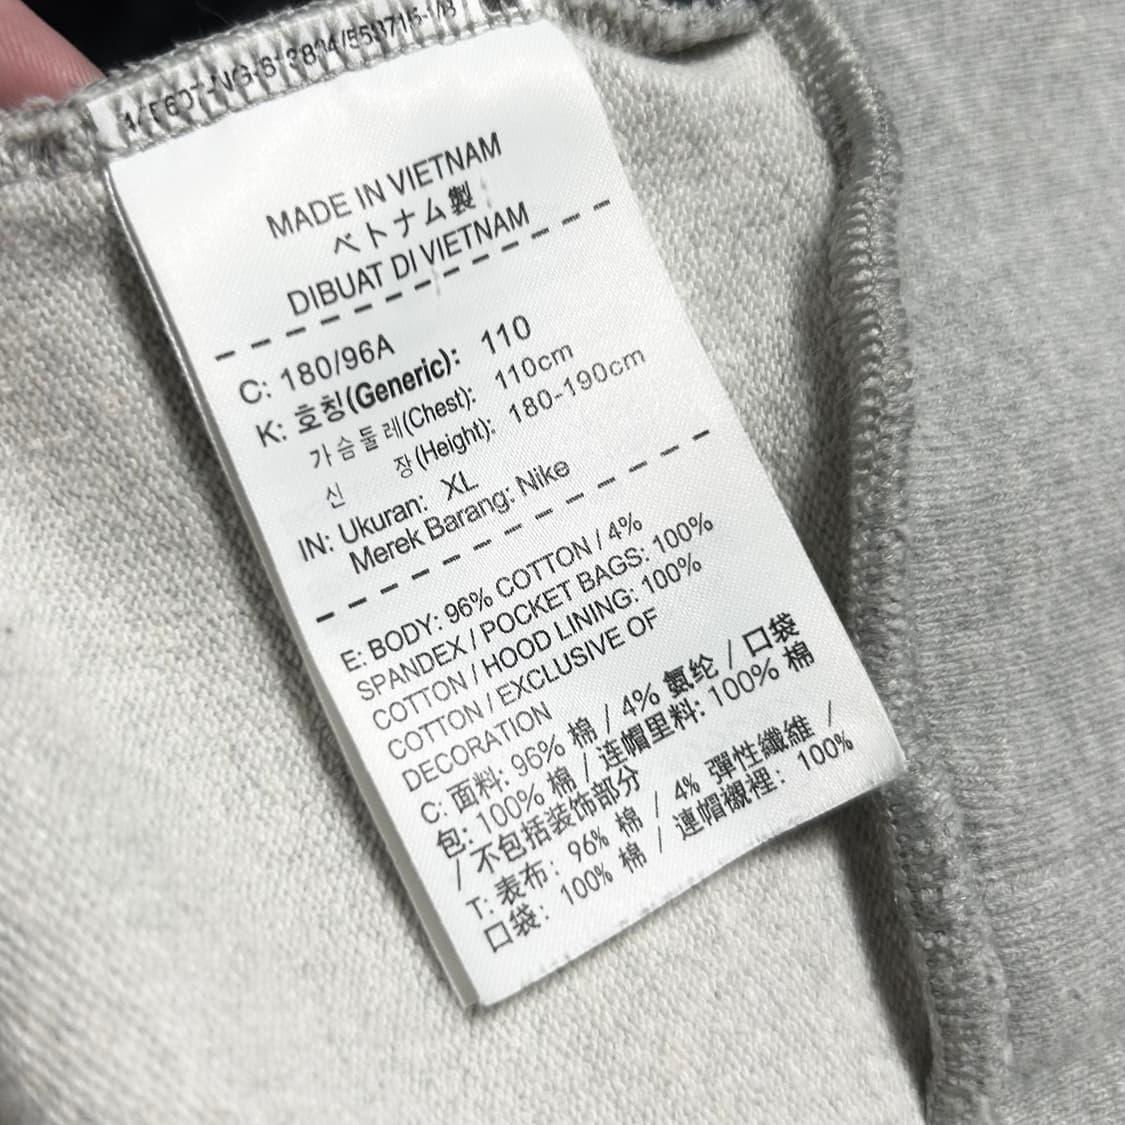 MADE IN VIETNAM
ベトナム製
DIBUAT DI VIETNAM
C: 180/96A
K: 호칭(Generic): 110
가슴둘레(Chest): 110cm
신 장(Height): 180-190cm
IN: Ukuran: XL
Merek Barang: Nike
E: BODY: 96% COTTON / 4%
SPANDEX / POCKET BAGS: 100%
COTTON / HOOD LINING: 100%
COTTON / EXCLUSIVE OF
DECORATION
C: 面料: 96% 棉 / 4% 氨纶 / 口袋
包: 100% 棉 / 连帽里料: 100% 棉
/ 不包括装饰部分
T: 表布: 96% 棉 / 4% 彈性纖維 /
口袋: 100% 棉 / 連帽襯裡: 100%